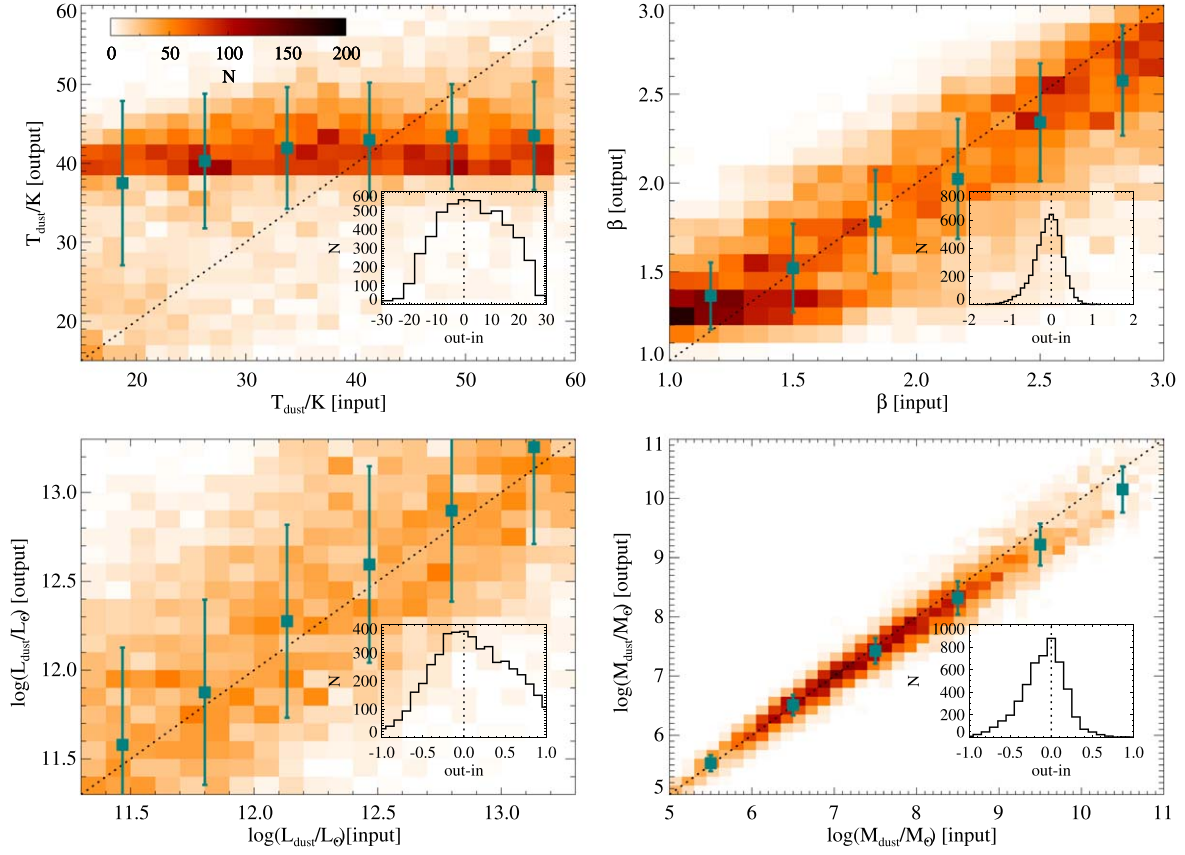 60
50
40
30
20
T_dust/K [output]
0 50 100 150 200
N
600
500
400
300
200
100
0
N
-30 -20 -10 0 10 20 30
out-in
20 30 40 50 60
T_dust/K [input]
3.0
2.5
2.0
1.5
1.0
β [output]
800
600
400
200
0
N
-2 -1 0 1 2
out-in
1.0 1.5 2.0 2.5 3.0
β [input]
13.0
12.5
12.0
11.5
log(L_dust/L_⊙) [output]
400
300
200
100
0
N
-1.0 -0.5 0.0 0.5 1.0
out-in
11.5 12.0 12.5 13.0
log(L_dust/L_⊙)[input]
11
10
9
8
7
6
5
log(M_dust/M_⊙) [output]
1000
800
600
400
200
0
N
-1.0 -0.5 0.0 0.5 1.0
out-in
5 6 7 8 9 10 11
log(M_dust/M_⊙) [input]